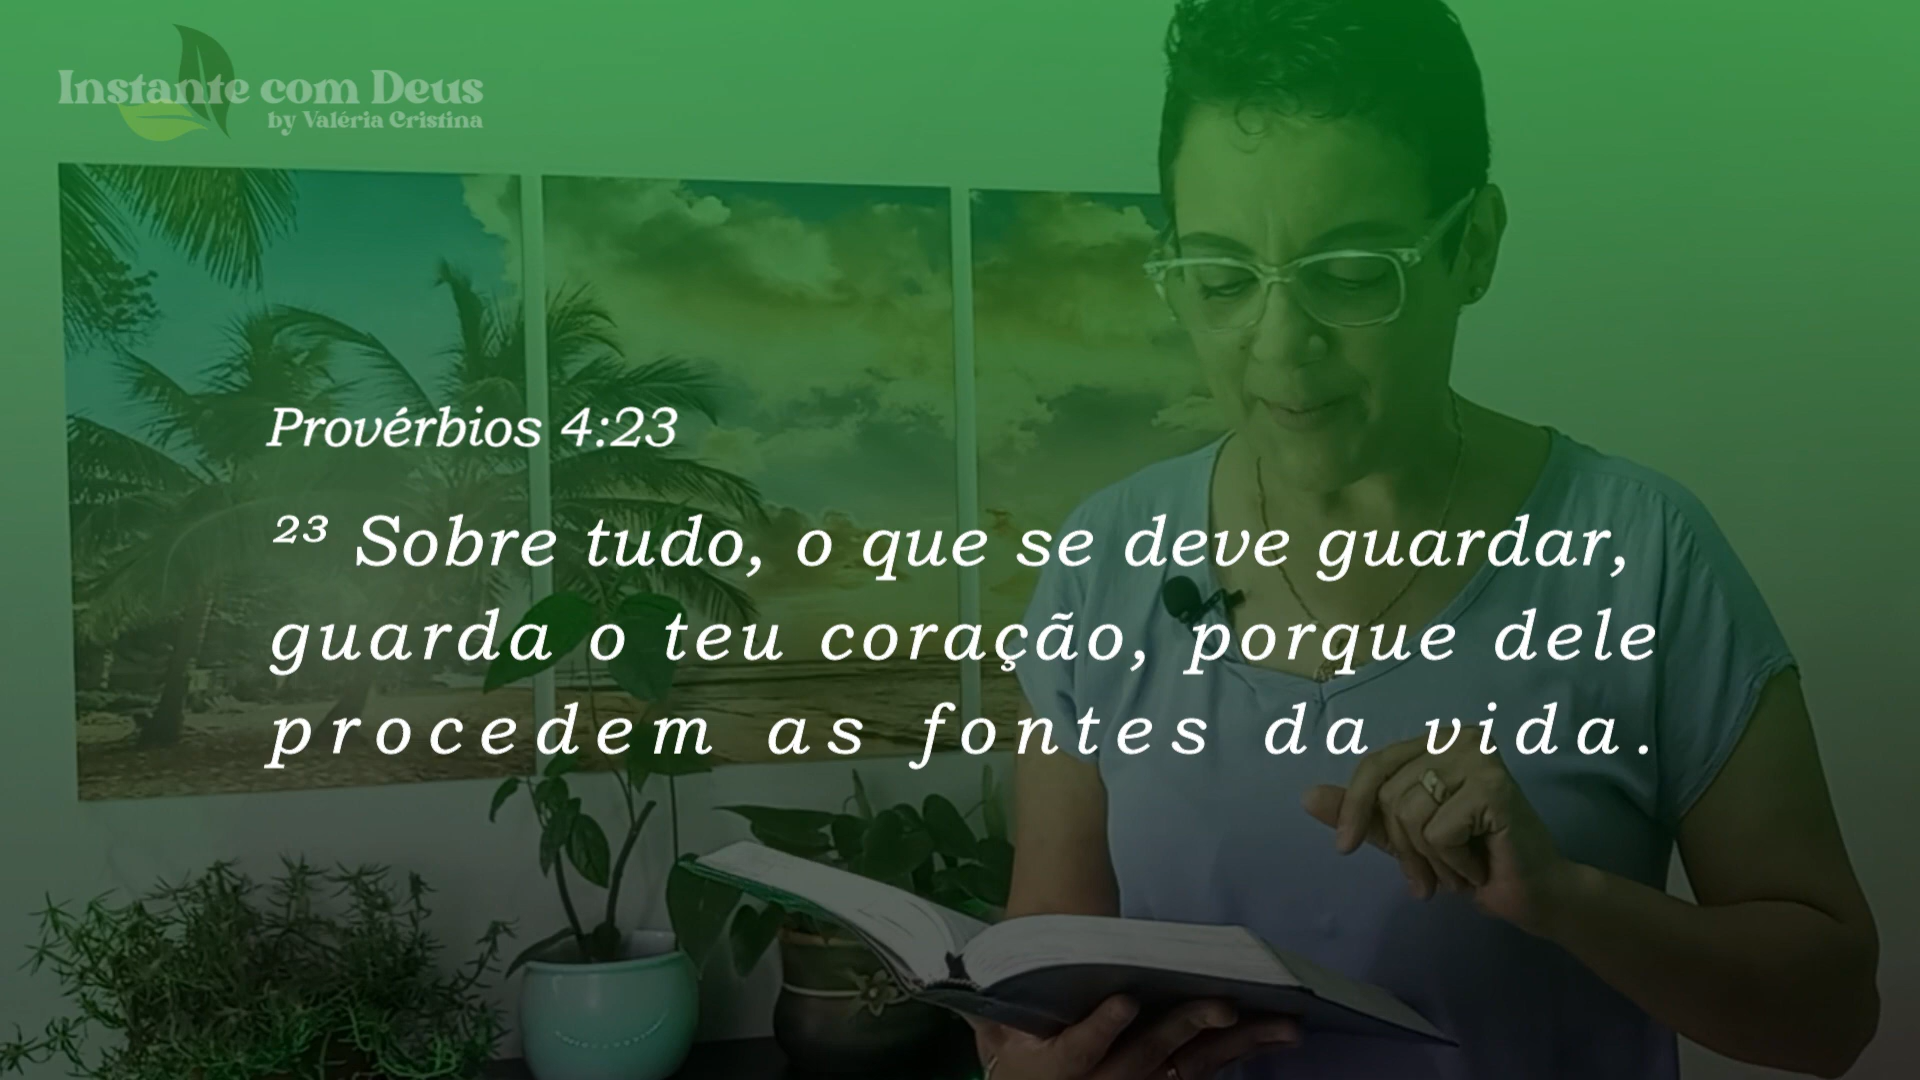 Instante com Deus
by Valéria Cristina
Provérbios 4:23
²³ Sobre tudo, o que se deve guardar,
guarda o teu coração, porque dele
procedem as fontes da vida.